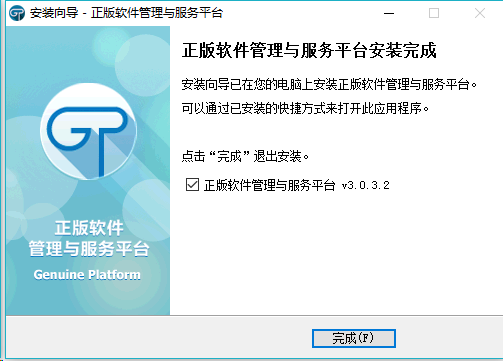 安装向导 - 正版软件管理与服务平台
正版软件管理与服务平台安装完成
安装向导已在您的电脑上安装正版软件管理与服务平台。
可以通过已安装的快捷方式来打开此应用程序。
点击“完成”退出安装。
正版软件管理与服务平台 v3.0.3.2
GP
正版软件
管理与服务平台
Genuine Platform
完成(F)